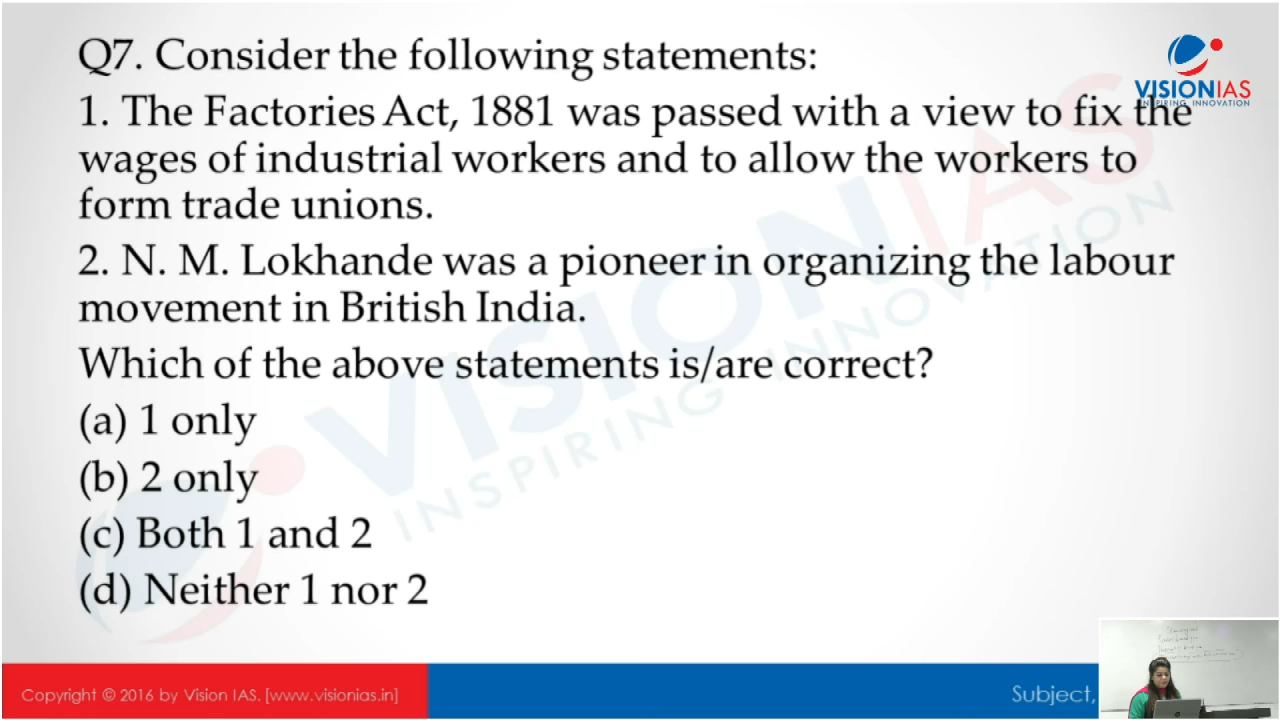 Q7. Consider the following statements:
VISIONIAS
INSPIRING INNOVATION
1. The Factories Act, 1881 was passed with a view to fix the
wages of industrial workers and to allow the workers to
form trade unions.
2. N. M. Lokhande was a pioneer in organizing the labour
movement in British India.
Which of the above statements is/are correct?
(a) 1 only
(b) 2 only
(c) Both 1 and 2
(d) Neither 1 nor 2
VISIONIAS
INSPIRING INNOVATION
Copyright © 2016 by Vision IAS. [www.visionias.in]
Subject,